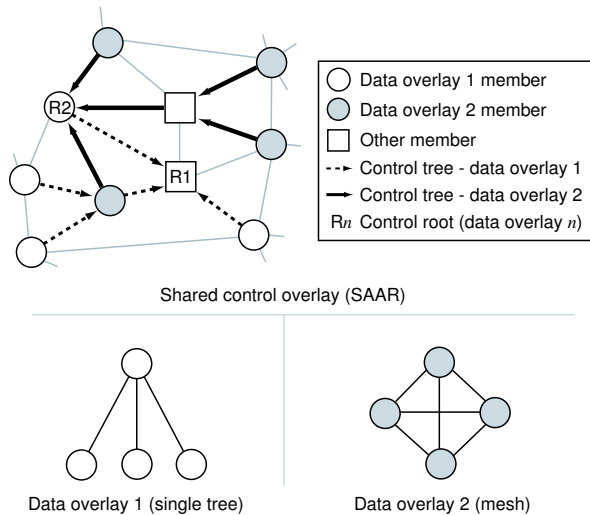 R2
R1
Data overlay 1 member
Data overlay 2 member
Other member
Control tree - data overlay 1
Control tree - data overlay 2
Rn Control root (data overlay n)
Shared control overlay (SAAR)
Data overlay 1 (single tree)
Data overlay 2 (mesh)